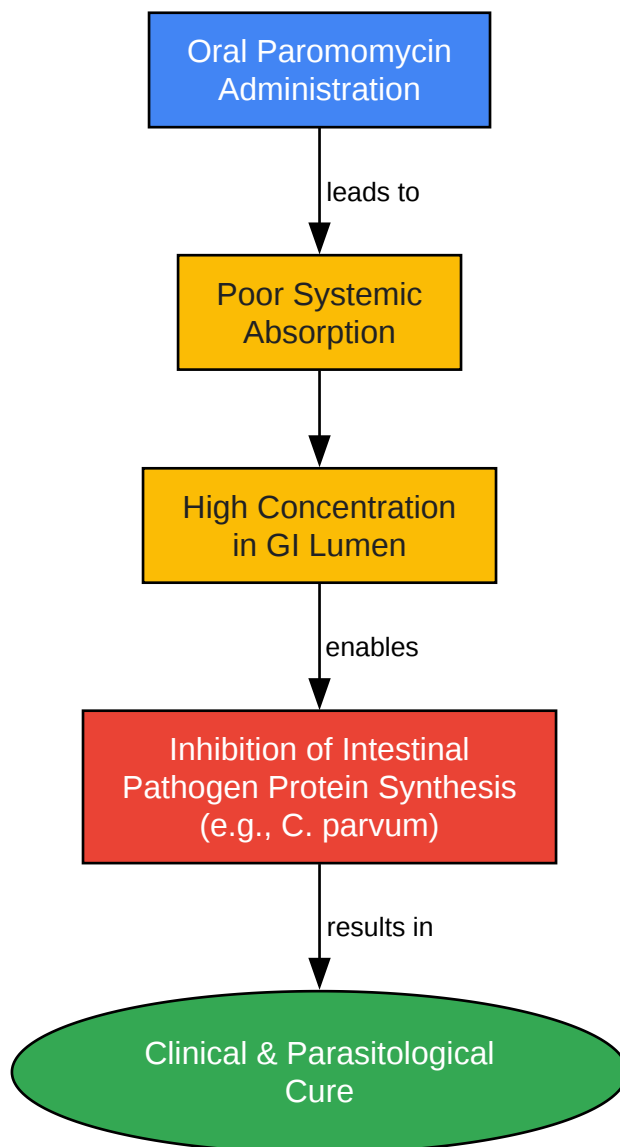 Oral Paromomycin
Administration
leads to
Poor Systemic
Absorption
High Concentration
in GI Lumen
enables
Inhibition of Intestinal
Pathogen Protein Synthesis
(e.g., C. parvum)
results in
Clinical & Parasitological
Cure